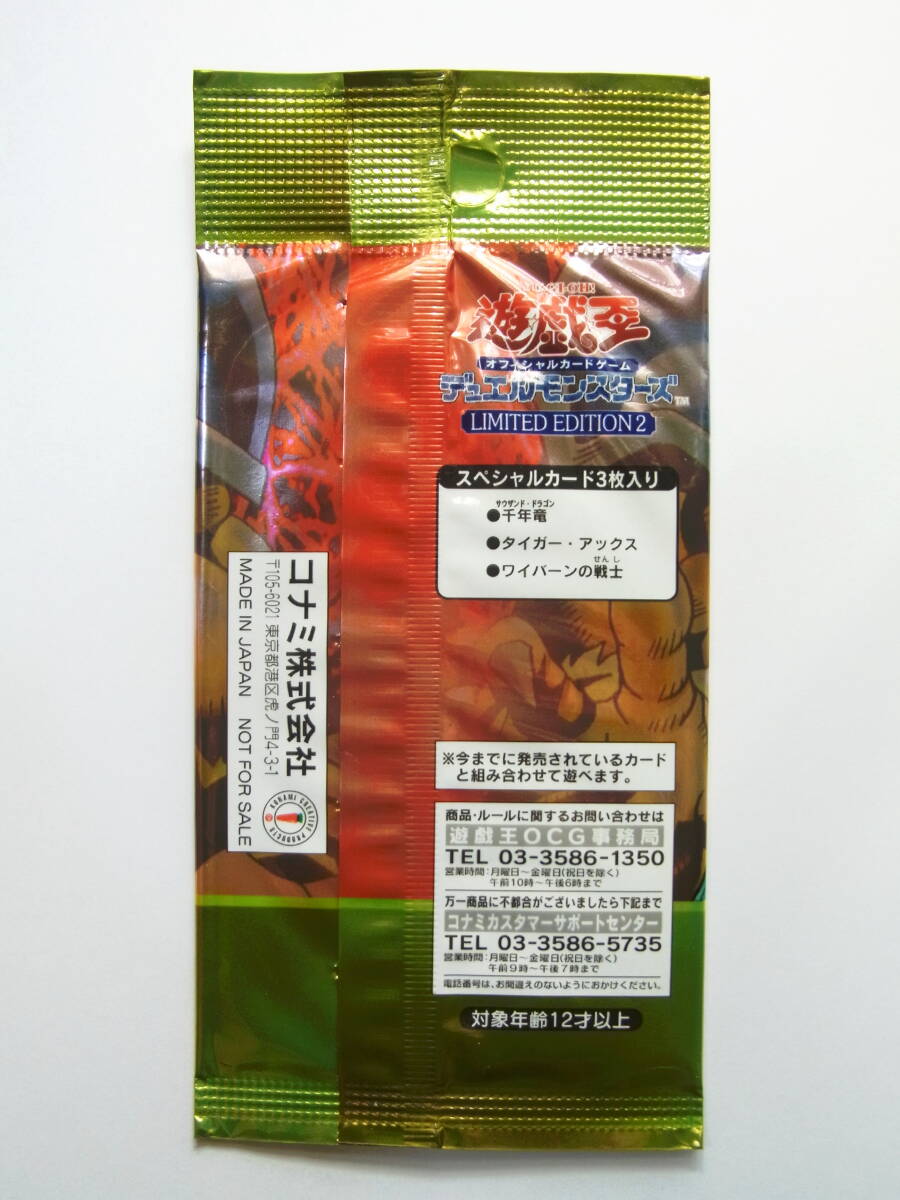 YU-GI-OH!
遊戯王
オフィシャルカードゲーム
デュエルモンスターズ™
LIMITED EDITION 2
スペシャルカード3枚入り
サウザンド・ドラゴン
●千年竜
●タイガー・アックス
せんし
●ワイバーンの戦士
コナミ株式会社
〒105-6021 東京都港区虎ノ門4-3-1
MADE IN JAPAN NOT FOR SALE
KONAMI CREATIVE PRODUCTS
※今までに発売されているカード
と組み合わせて遊べます。
商品・ルールに関するお問い合わせは
遊戯王OCG事務局
TEL 03-3586-1350
営業時間：月曜日～金曜日(祝日を除く)
午前10時～午後6時まで
万一商品に不都合がございましたら下記まで
コナミカスタマーサポートセンター
TEL 03-3586-5735
営業時間：月曜日～金曜日(祝日を除く)
午前9時～午後7時まで
電話番号は、お間違えのないようにおかけください。
対象年齢12才以上